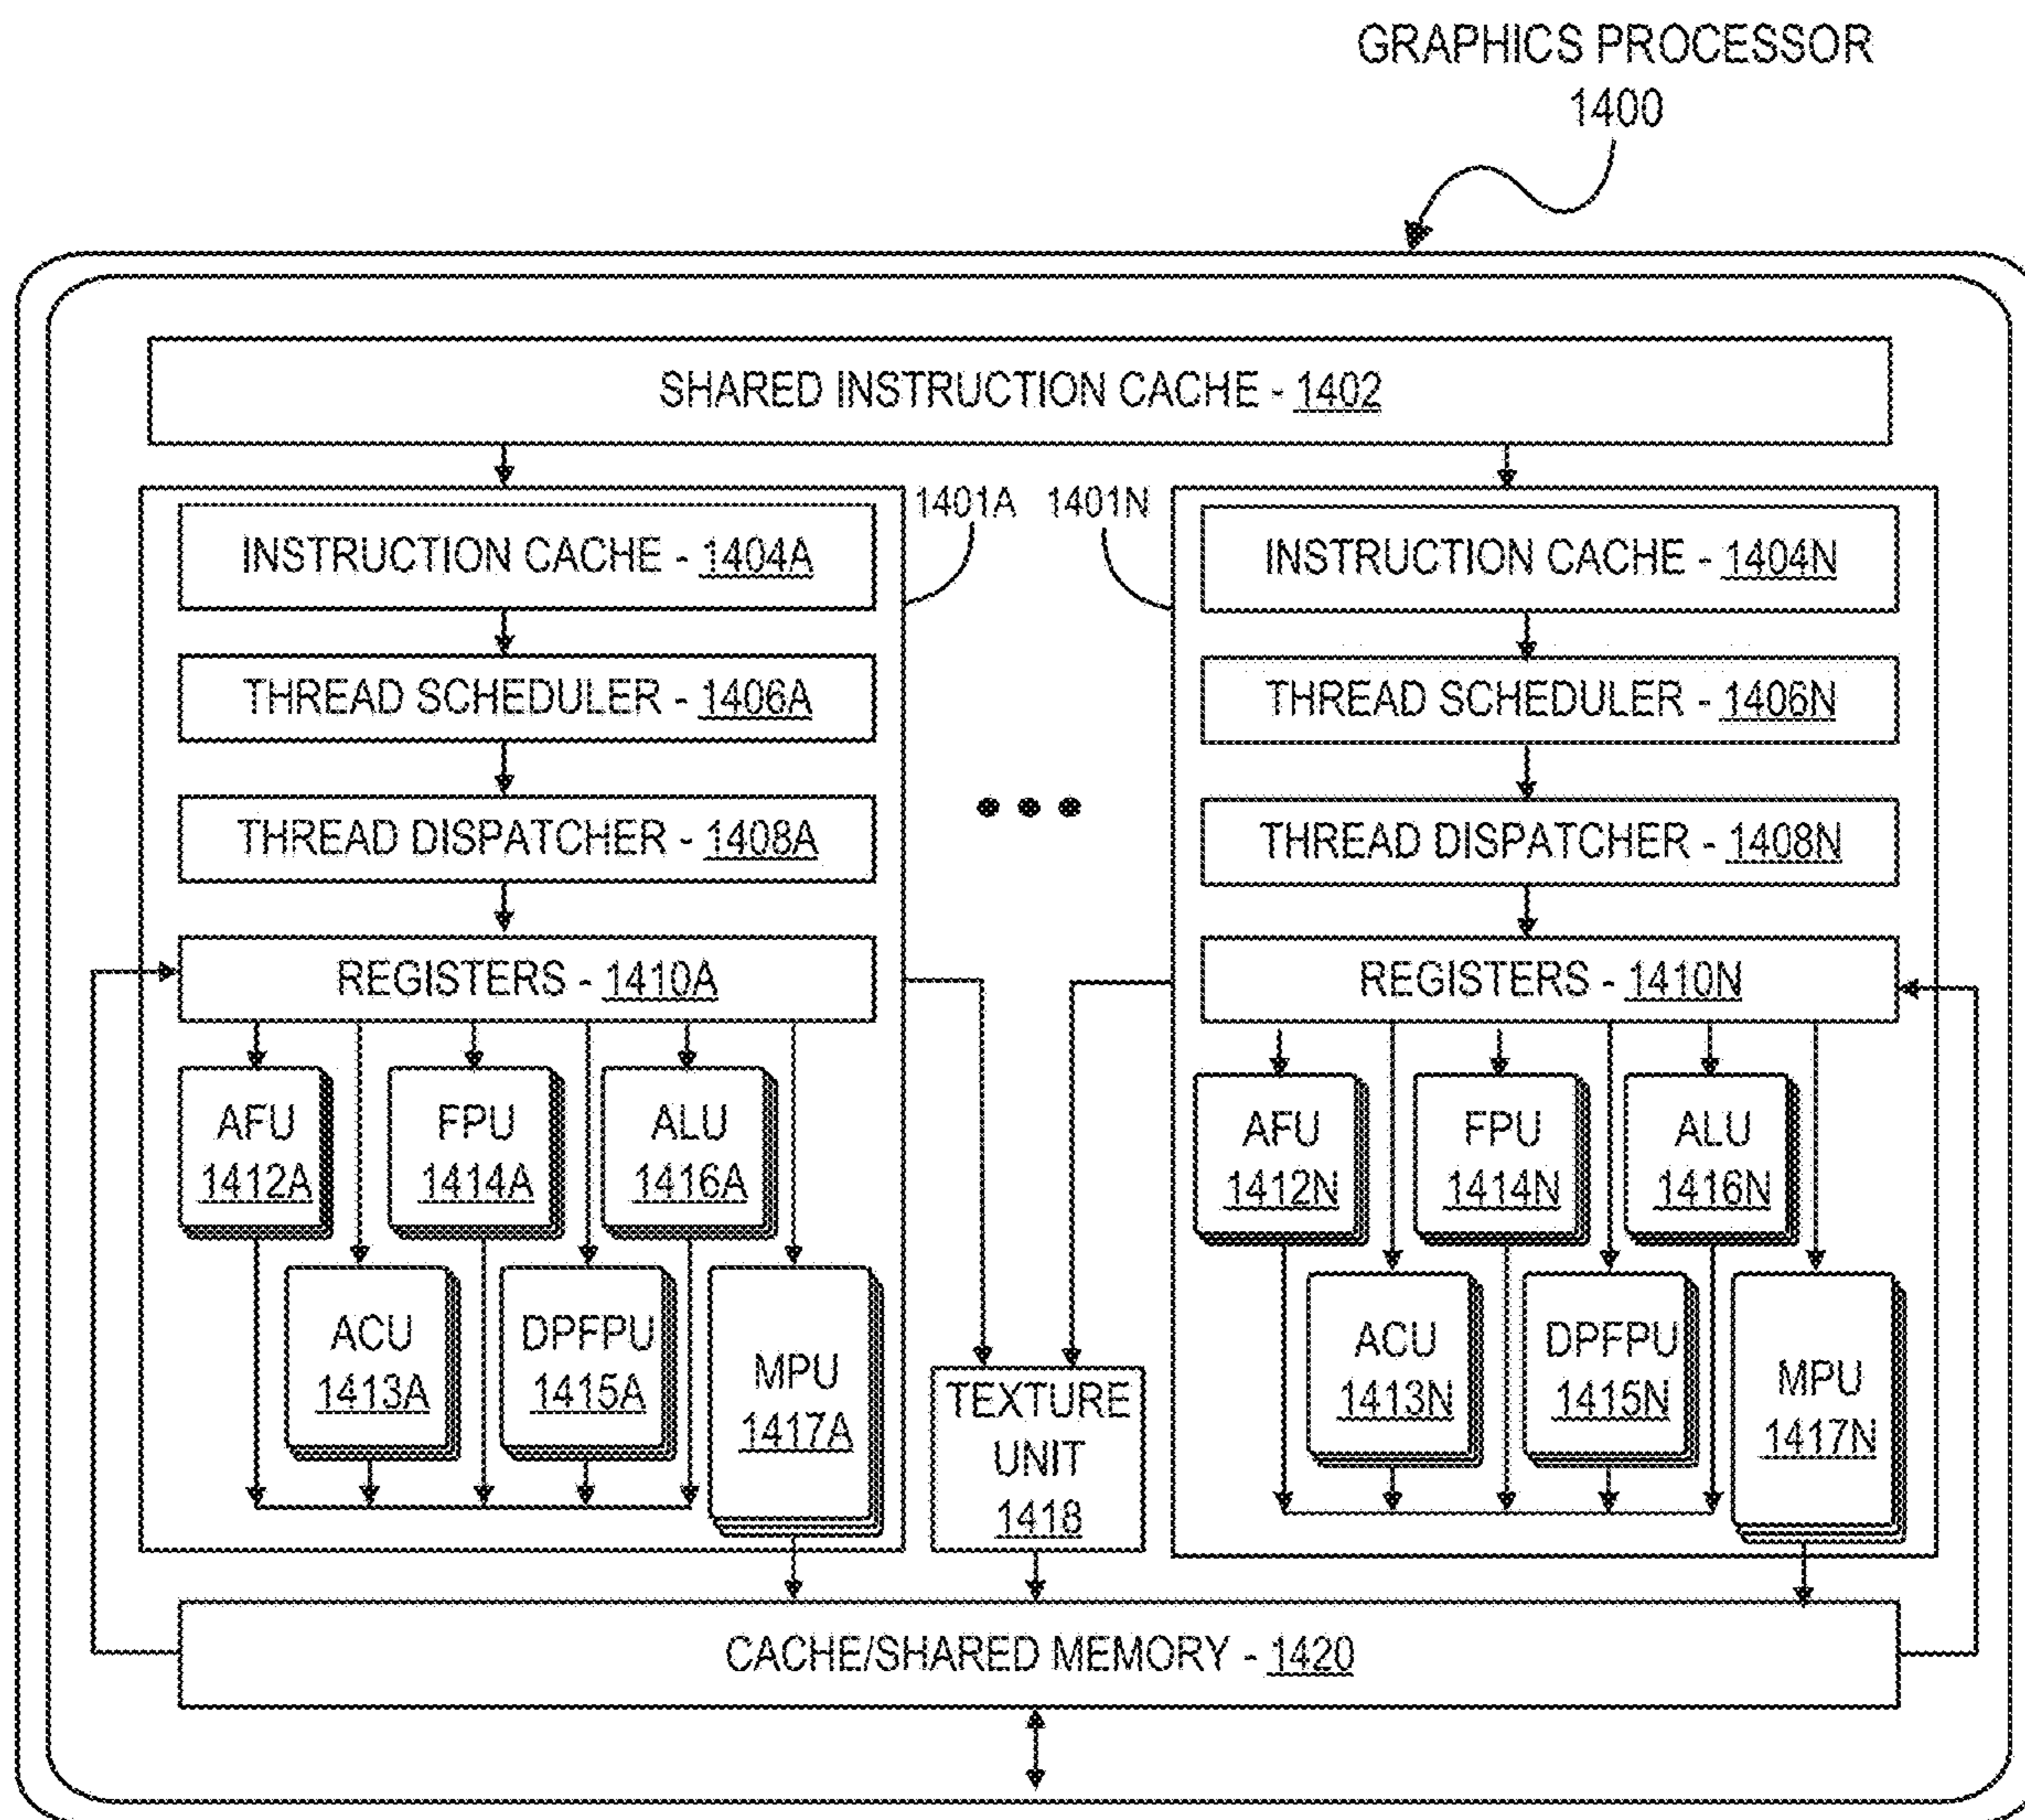 GRAPHICS PROCESSOR
1400
SHARED INSTRUCTION CACHE - 1402
1401A 1401N
INSTRUCTION CACHE - 1404A
THREAD SCHEDULER - 1406A
THREAD DISPATCHER - 1408A
REGISTERS - 1410A
AFU
1412A
FPU
1414A
ALU
1416A
ACU
1413A
DPFPU
1415A
MPU
1417A
TEXTURE
UNIT
1418
INSTRUCTION CACHE - 1404N
THREAD SCHEDULER - 1406N
THREAD DISPATCHER - 1408N
REGISTERS - 1410N
AFU
1412N
FPU
1414N
ALU
1416N
ACU
1413N
DPFPU
1415N
MPU
1417N
CACHE/SHARED MEMORY - 1420